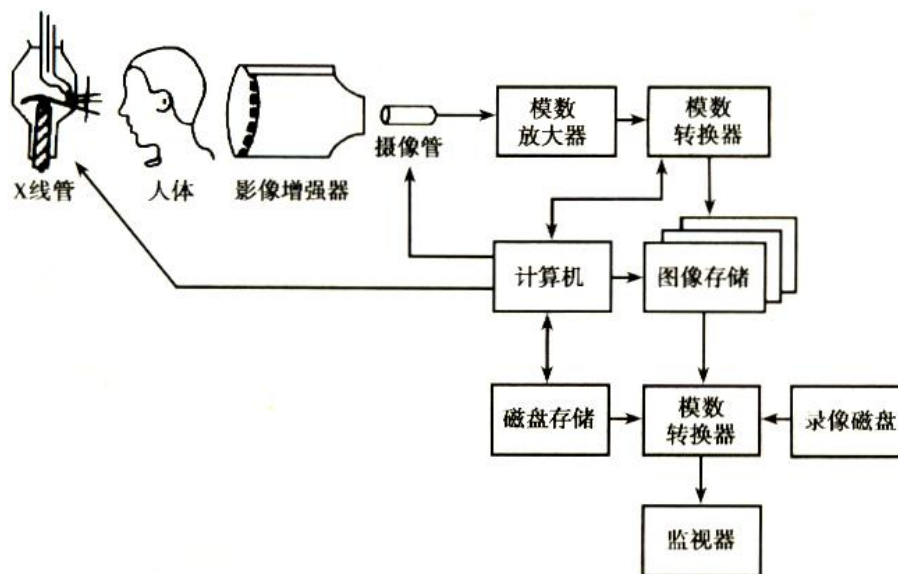 模数
放大器
模数
转换器
摄像管
X线管
人体
影像增强器
计算机
图像存储
磁盘存储
模数
转换器
录像磁盘
监视器